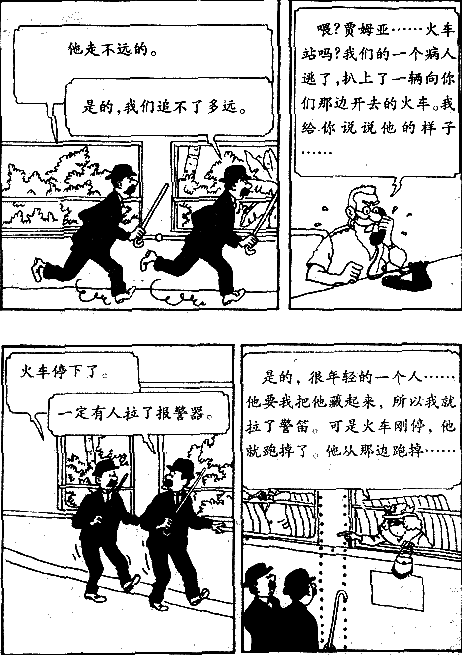 他走不远的。
是的,我们追不了多远。
喂?贾姆亚……火车
站吗?我们的一个病人
逃了,扒上了一辆向你
们那边开去的火车。我
给你说说他的样子
……
火车停下了。
一定有人拉了报警器。
是的，很年轻的一个人……
他要我把他藏起来，所以我就
拉了警笛。可是火车刚停，他
就跑掉了。他从那边跑掉……